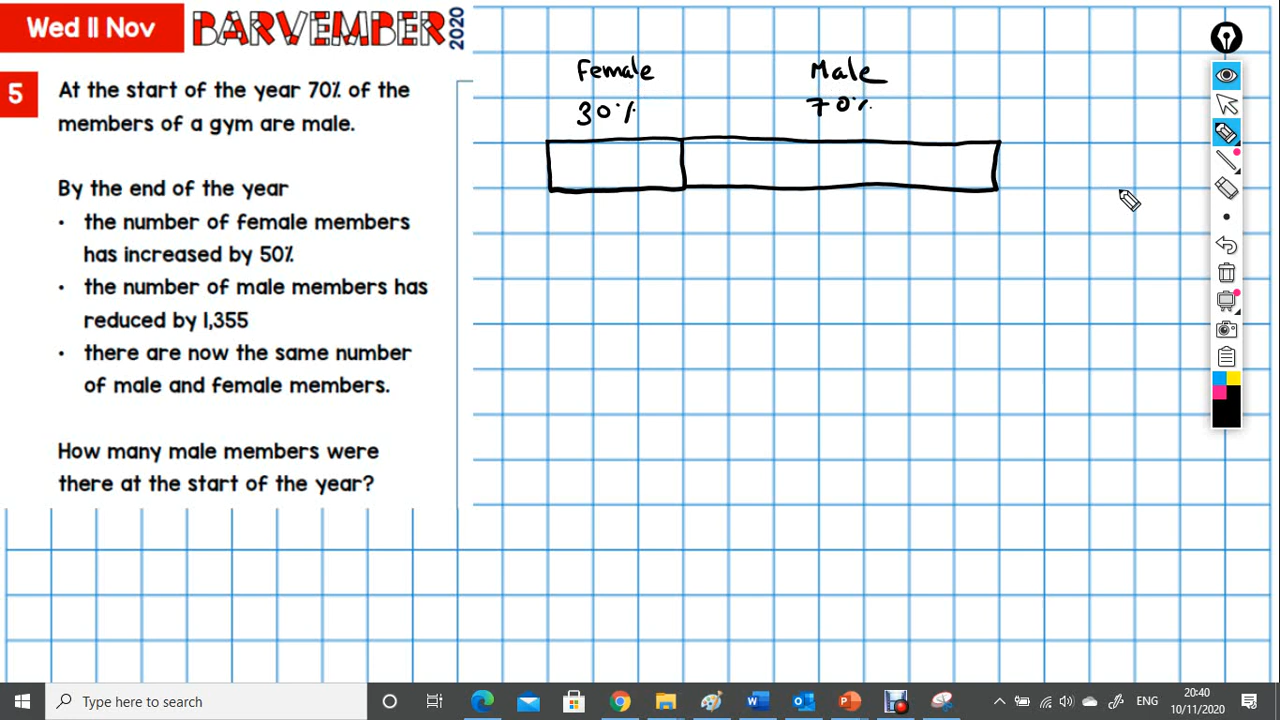 Wed 11 Nov
BARVEMBER
2020
5
At the start of the year 70% of the
members of a gym are male.
By the end of the year
• the number of female members
has increased by 50%
• the number of male members has
reduced by 1,355
• there are now the same number
of male and female members.
How many male members were
there at the start of the year?
Female
30%
Male
70%
Type here to search
ENG
20:40
10/11/2020